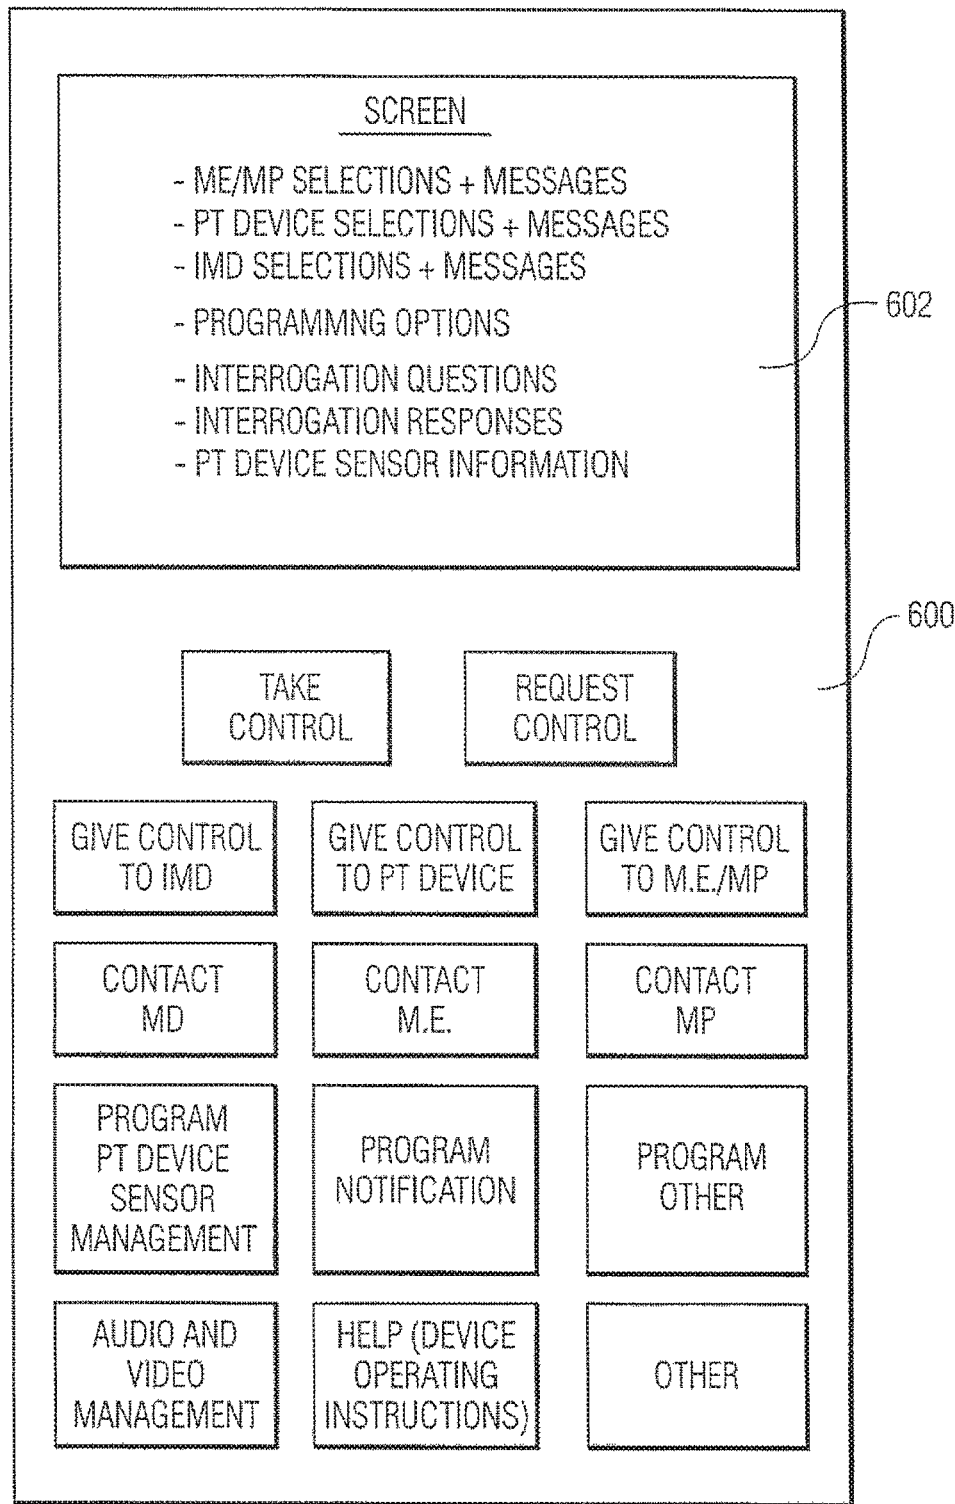 SCREEN
- ME/MP SELECTIONS + MESSAGES
- PT DEVICE SELECTIONS + MESSAGES
- IMD SELECTIONS + MESSAGES
- PROGRAMMNG OPTIONS
- INTERROGATION QUESTIONS
- INTERROGATION RESPONSES
- PT DEVICE SENSOR INFORMATION
602
600
TAKE
CONTROL
REQUEST
CONTROL
GIVE CONTROL
TO IMD
GIVE CONTROL
TO PT DEVICE
GIVE CONTROL
TO M.E./MP
CONTACT
MD
CONTACT
M.E.
CONTACT
MP
PROGRAM
PT DEVICE
SENSOR
MANAGEMENT
PROGRAM
NOTIFICATION
PROGRAM
OTHER
AUDIO AND
VIDEO
MANAGEMENT
HELP (DEVICE
OPERATING
INSTRUCTIONS)
OTHER